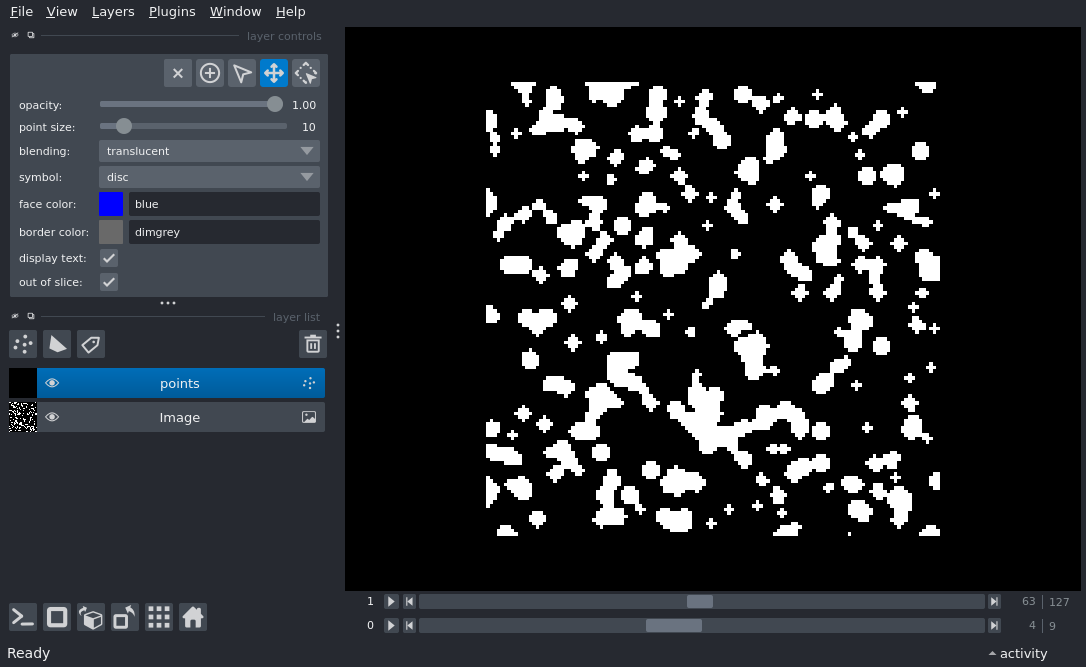 File View Layers Plugins Window Help
layer controls
opacity: 1.00
point size: 10
blending: translucent
symbol: disc
face color: blue
border color: dimgrey
display text:
out of slice:
layer list
points
Image
1 63 127
0 4 9
Ready activity